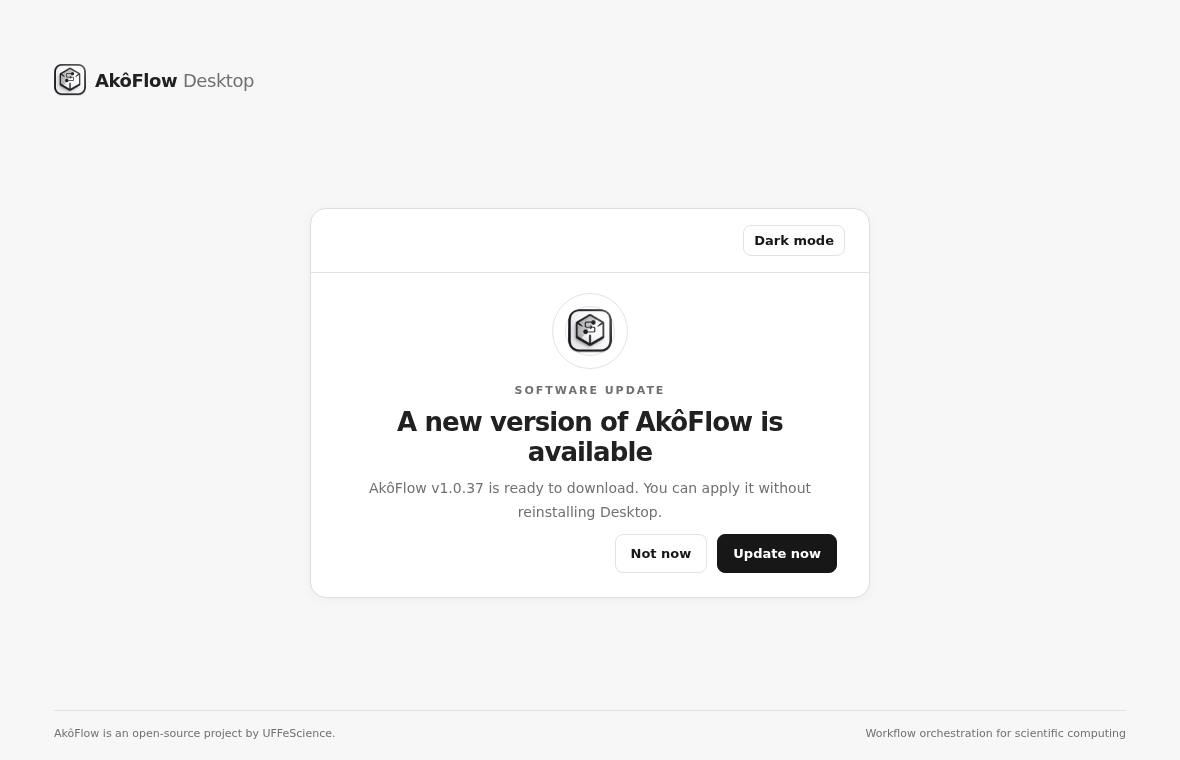 AkôFlow Desktop
Dark mode
SOFTWARE UPDATE
A new version of AkôFlow is
available
AkôFlow v1.0.37 is ready to download. You can apply it without
reinstalling Desktop.
Not now
Update now
AkôFlow is an open-source project by UFFeScience.
Workflow orchestration for scientific computing